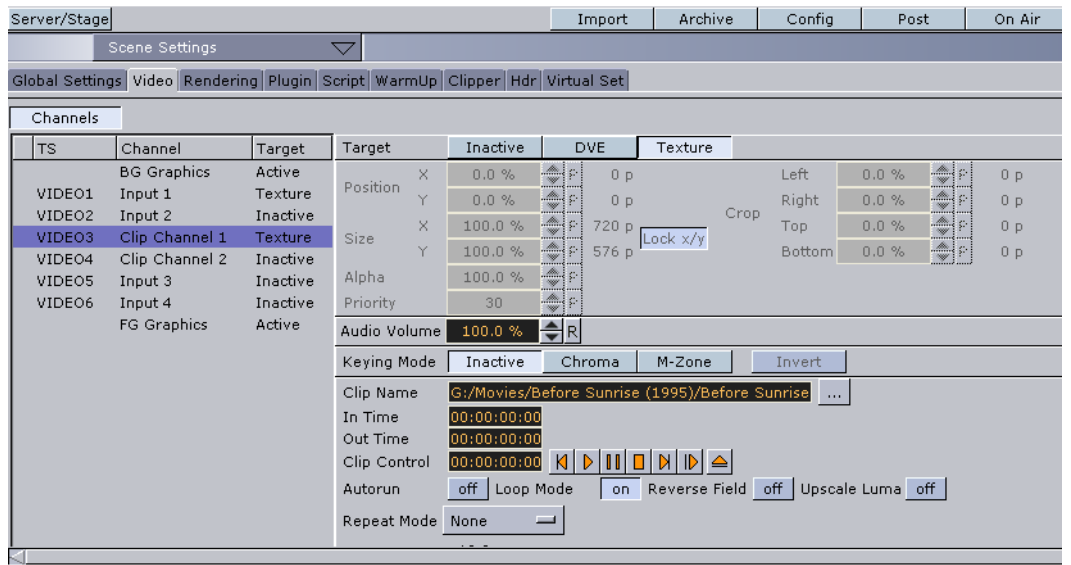 Server/Stage Import Archive Config Post On Air
Scene Settings
Global Settings Video Rendering Plugin Script WarmUp Clipper Hdr Virtual Set
Channels
TS Channel Target
BG Graphics Active
VIDEO1 Input 1 Texture
VIDEO2 Input 2 Inactive
VIDEO3 Clip Channel 1 Texture
VIDEO4 Clip Channel 2 Inactive
VIDEO5 Input 3 Inactive
VIDEO6 Input 4 Inactive
FG Graphics Active
Target Inactive DVE Texture
Position X 0.0 % P 0 p
Y 0.0 % P 0 p
Size X 100.0 % P 720 p
Y 100.0 % P 576 p
Lock x/y
Crop
Left 0.0 % P 0 p
Right 0.0 % P 0 p
Top 0.0 % P 0 p
Bottom 0.0 % P 0 p
Alpha 100.0 % P
Priority 30 P
Audio Volume 100.0 % R
Keying Mode Inactive Chroma M-Zone Invert
Clip Name G:/Movies/Before Sunrise (1995)/Before Sunrise ...
In Time 00:00:00:00
Out Time 00:00:00:00
Clip Control 00:00:00:00
Autorun off Loop Mode on Reverse Field off Upscale Luma off
Repeat Mode None